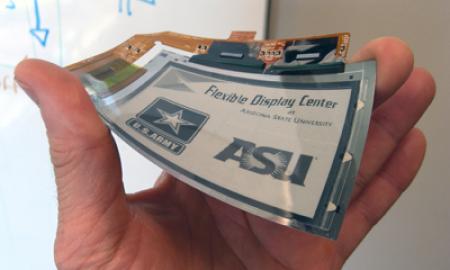 Flexible Display Center
at
Arizona State University
U.S. ARMY
ASU